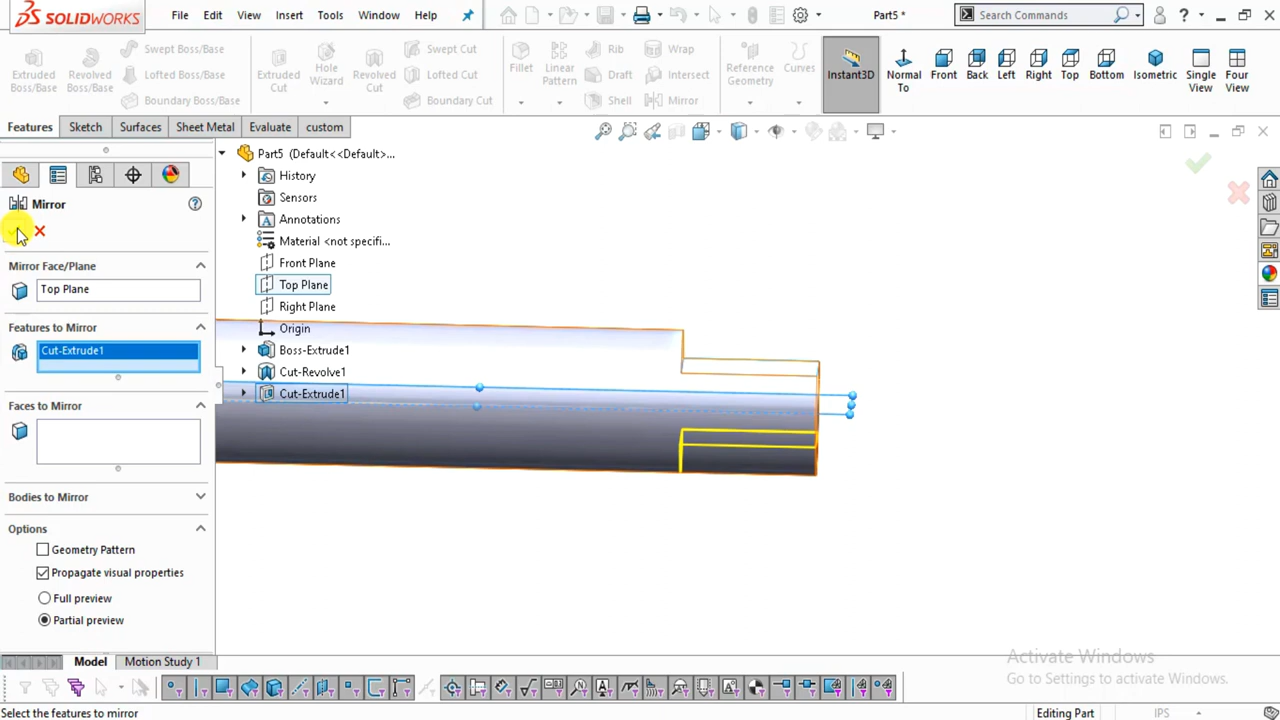 SOLIDWORKS File Edit View Insert Tools Window Help Part5 * Search Commands ?
Extruded Boss/Base Revolved Boss/Base Swept Boss/Base Lofted Boss/Base Boundary Boss/Base Extruded Cut Hole Wizard Revolved Cut Swept Cut Lofted Cut Boundary Cut Fillet Linear Pattern Rib Draft Shell Wrap Intersect Mirror Reference Geometry Curves Instant3D Normal To Front Back Left Right Top Bottom Isometric Single View Four View
Features Sketch Surfaces Sheet Metal Evaluate custom
Part5 (Default<<Default>...
History
Sensors
Annotations
Material <not specifi...
Front Plane
Top Plane
Right Plane
Origin
Boss-Extrude1
Cut-Revolve1
Cut-Extrude1
Mirror ?
Mirror Face/Plane
Top Plane
Features to Mirror
Cut-Extrude1
Faces to Mirror
Bodies to Mirror
Options
Geometry Pattern
Propagate visual properties
Full preview
Partial preview
Activate Windows
Go to Settings to activate Windows.
Model Motion Study 1
Select the features to mirror Editing Part IPS